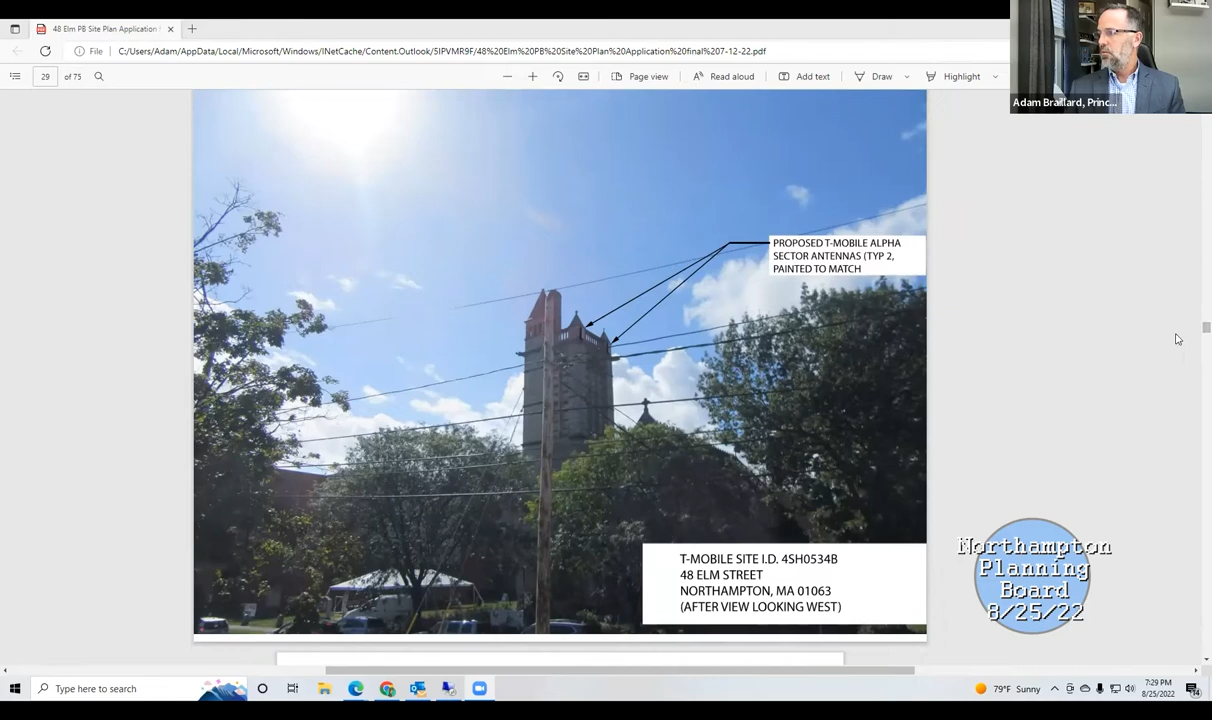 48 Elm PB Site Plan Application
File
C:/Users/Adam/AppData/Local/Microsoft/Windows/INetCache/Content.Outlook/SIPVMR9F/48%20Elm%20PB%20Site%20Plan%20Application%20final%207-12-22.pdf
29 of 75
Page view
Read aloud
Add text
Draw
Highlight
Adam Braillard, Princ...
PROPOSED T-MOBILE ALPHA
SECTOR ANTENNAS (TYP 2,
PAINTED TO MATCH
T-MOBILE SITE I.D. 4SH0534B
48 ELM STREET
NORTHAMPTON, MA 01063
(AFTER VIEW LOOKING WEST)
Northampton
Planning
Board
8/25/22
Type here to search
79°F Sunny
7:29 PM
8/25/2022